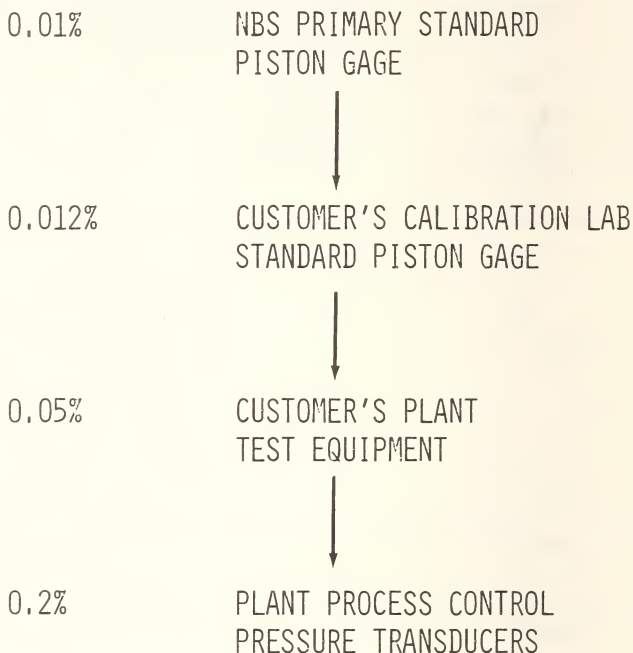 0.01% NBS PRIMARY STANDARD
PISTON GAGE
0.012% CUSTOMER'S CALIBRATION LAB
STANDARD PISTON GAGE
0.05% CUSTOMER'S PLANT
TEST EQUIPMENT
0.2% PLANT PROCESS CONTROL
PRESSURE TRANSDUCERS